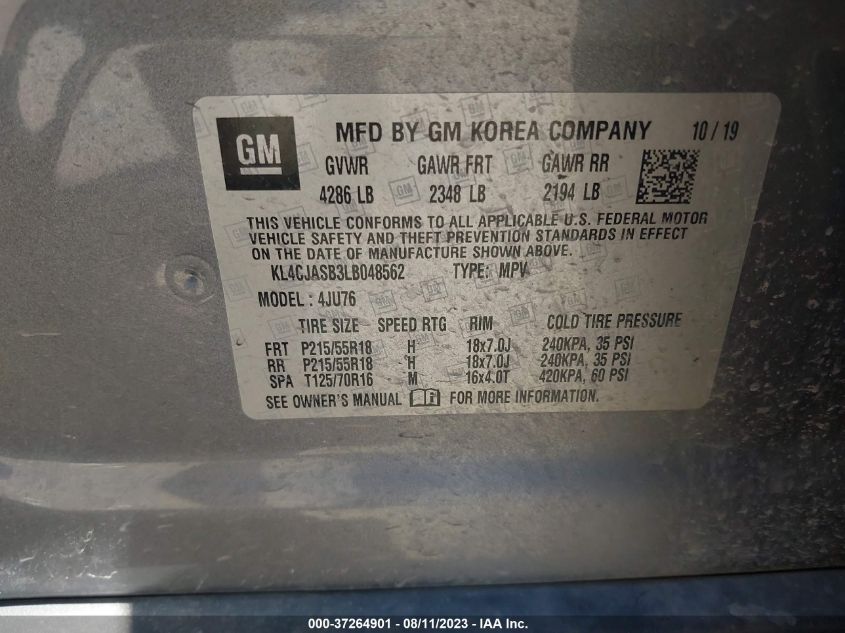 GM MFD BY GM KOREA COMPANY 10 / 19
GVWR GAWR FRT GAWR RR
4286 LB 2348 LB 2194 LB
THIS VEHICLE CONFORMS TO ALL APPLICABLE U.S. FEDERAL MOTOR
VEHICLE SAFETY AND THEFT PREVENTION STANDARDS IN EFFECT
ON THE DATE OF MANUFACTURE SHOWN ABOVE.
KL4CJASB3LB048562 TYPE: MPV
MODEL : 4JU76
TIRE SIZE SPEED RTG RIM COLD TIRE PRESSURE
FRT P215/55R18 H 18x7.0J 240KPA, 35 PSI
RR P215/55R18 H 18x7.0J 240KPA, 35 PSI
SPA T125/70R16 M 16x4.0T 420KPA, 60 PSI
SEE OWNER'S MANUAL FOR MORE INFORMATION.
000-37264901 - 08/11/2023 - IAA Inc.